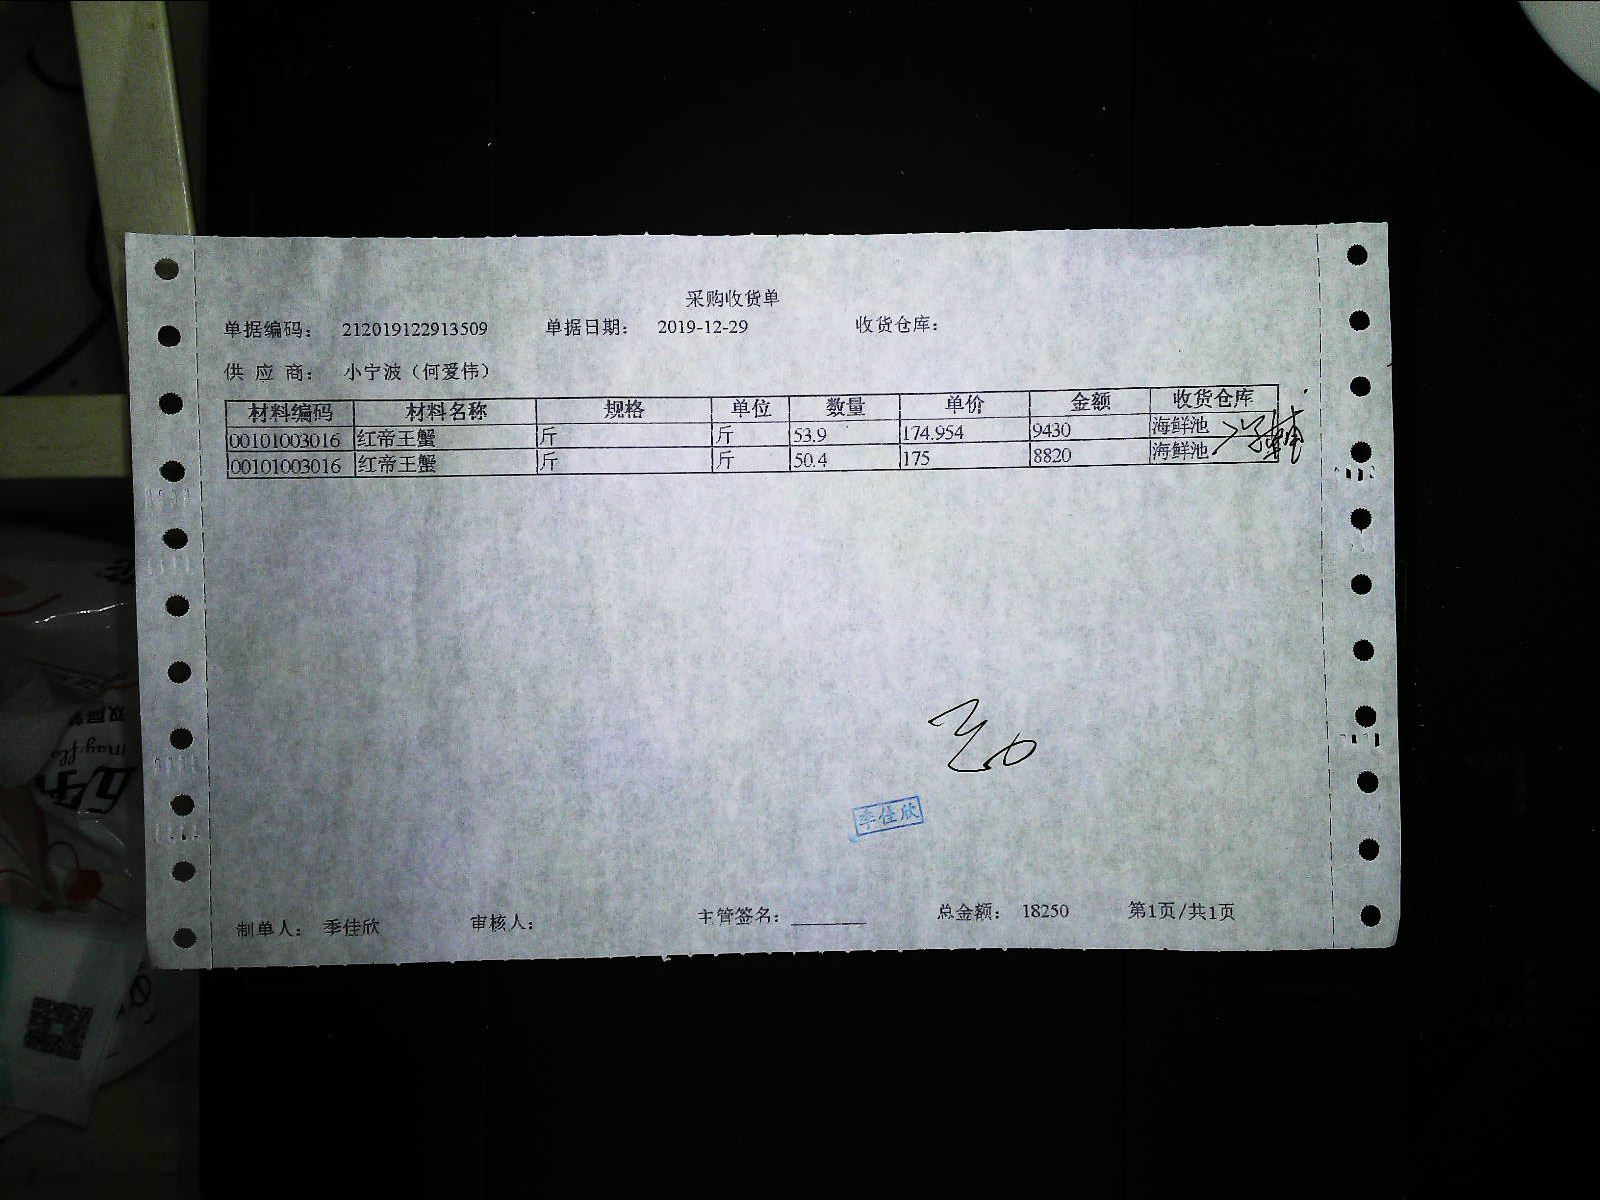 采购收货单
单据编码： 212019122913509 单据日期： 2019-12-29 收货仓库：
供 应 商： 小宁波（何爱伟）
材料编码 材料名称 规格 单位 数量 单价 金额 收货仓库
00101003016 红帝王蟹 斤 斤 53.9 174.954 9430 海鲜池
00101003016 红帝王蟹 斤 斤 50.4 175 8820 海鲜池
李佳欣
制单人： 季佳欣 审核人： 主管签名： 总金额： 18250 第1页/共1页